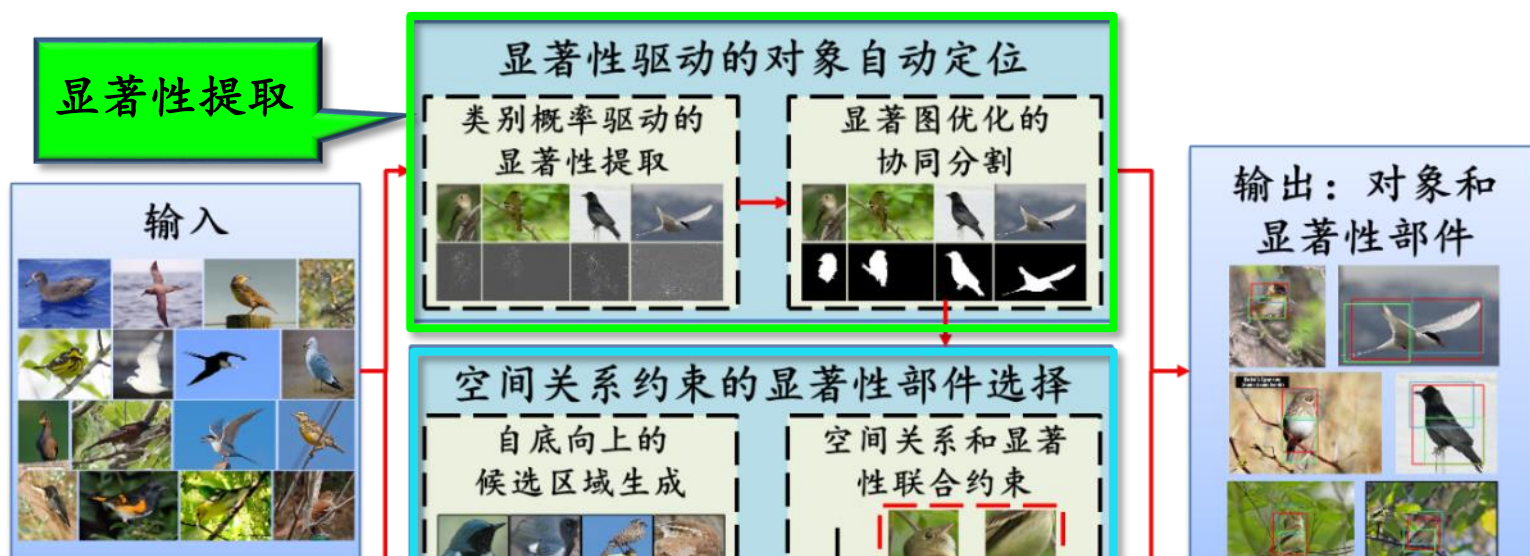 显著性提取
显著性驱动的对象自动定位
类别概率驱动的
显著性提取
显著图优化的
协同分割
输入
空间关系约束的显著性部件选择
自底向上的
候选区域生成
空间关系和显著
性联合约束
输出：对象和
显著性部件